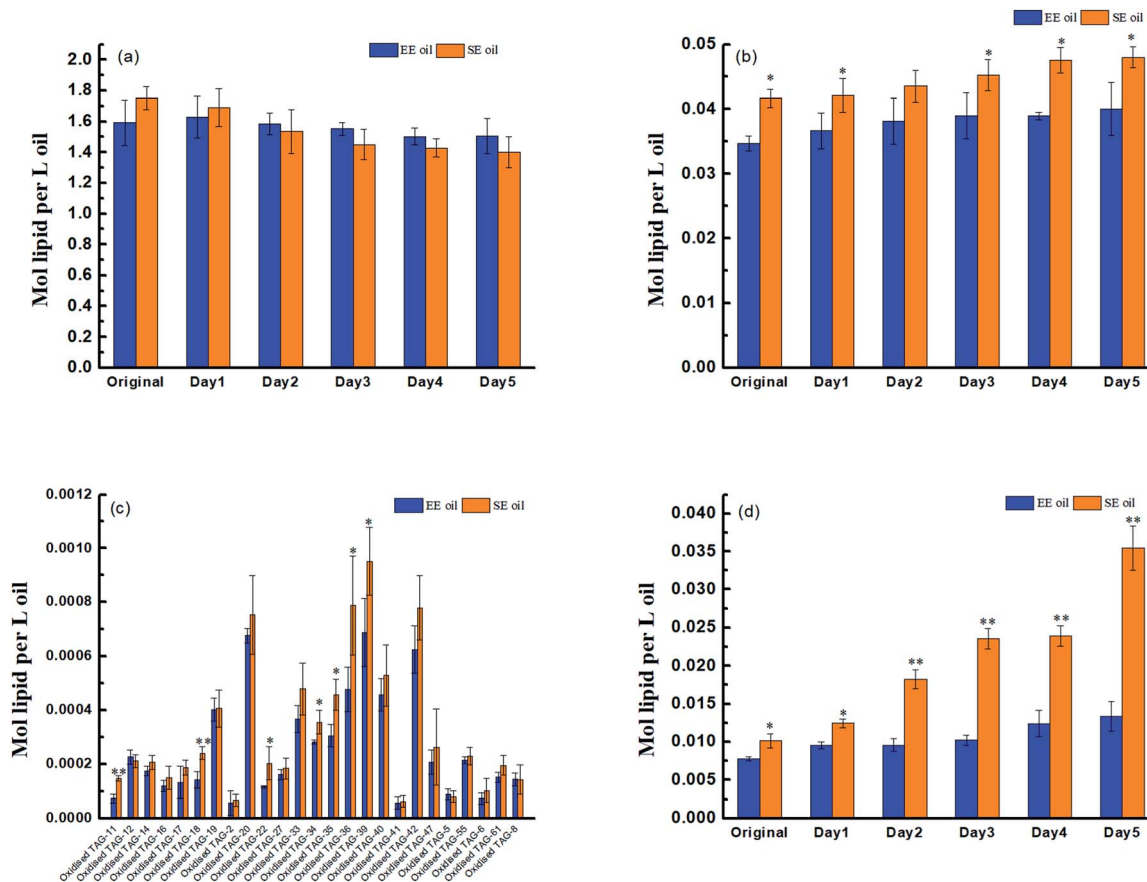 (a)
EE oil SE oil
Mol lipid per L oil
2.0
1.8
1.6
1.4
1.2
1.0
0.8
0.6
0.4
0.2
0.0
Original Day1 Day2 Day3 Day4 Day5
(b)
EE oil SE oil
Mol lipid per L oil
0.05
0.04
0.03
0.02
0.01
0.00
* * * * *
Original Day1 Day2 Day3 Day4 Day5
(c)
EE oil SE oil
Mol lipid per L oil
0.0012
0.0010
0.0008
0.0006
0.0004
0.0002
0.0000
** ** * * * * *
Oxidised TAG-11
Oxidised TAG-12
Oxidised TAG-14
Oxidised TAG-16
Oxidised TAG-17
Oxidised TAG-18
Oxidised TAG-19
Oxidised TAG-2
Oxidised TAG-20
Oxidised TAG-22
Oxidised TAG-27
Oxidised TAG-33
Oxidised TAG-34
Oxidised TAG-35
Oxidised TAG-36
Oxidised TAG-39
Oxidised TAG-40
Oxidised TAG-41
Oxidised TAG-42
Oxidised TAG-47
Oxidised TAG-5
Oxidised TAG-55
Oxidised TAG-6
Oxidised TAG-61
Oxidised TAG-8
(d)
EE oil SE oil
Mol lipid per L oil
0.040
0.035
0.030
0.025
0.020
0.015
0.010
0.005
0.000
* * ** ** ** **
Original Day1 Day2 Day3 Day4 Day5